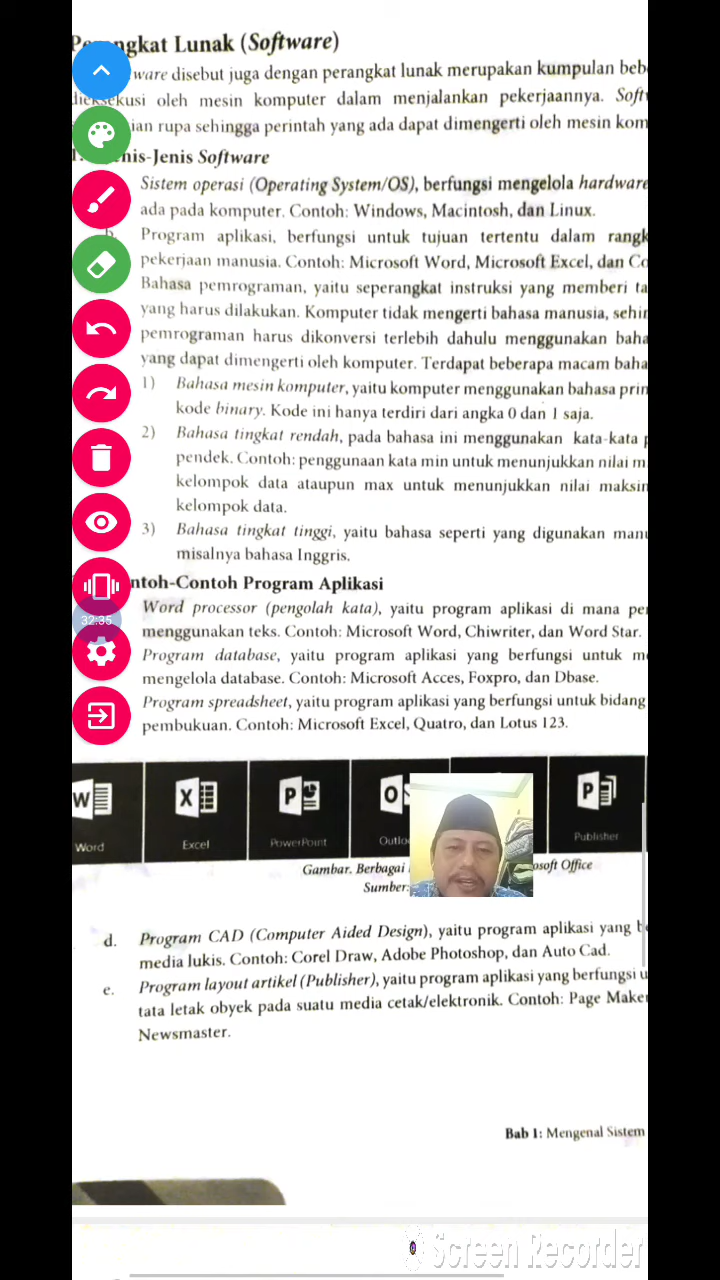 Perangkat Lunak (Software)
ware disebut juga dengan perangkat lunak merupakan kumpulan beb
dieksekusi oleh mesin komputer dalam menjalankan pekerjaannya. Soft
ian rupa sehingga perintah yang ada dapat dimengerti oleh mesin kom
1. nis-Jenis Software
Sistem operasi (Operating System/OS), berfungsi mengelola hardware
ada pada komputer. Contoh: Windows, Macintosh, dan Linux.
b. Program aplikasi, berfungsi untuk tujuan tertentu dalam rangk
pekerjaan manusia. Contoh: Microsoft Word, Microsoft Excel, dan Co
Bahasa pemrograman, yaitu seperangkat instruksi yang memberi ta
yang harus dilakukan. Komputer tidak mengerti bahasa manusia, sehin
pemrograman harus dikonversi terlebih dahulu menggunakan baha
yang dapat dimengerti oleh komputer. Terdapat beberapa macam baha
1) Bahasa mesin komputer, yaitu komputer menggunakan bahasa prin
kode binary. Kode ini hanya terdiri dari angka 0 dan 1 saja.
2) Bahasa tingkat rendah, pada bahasa ini menggunakan kata-kata p
pendek. Contoh: penggunaan kata min untuk menunjukkan nilai m
kelompok data ataupun max untuk menunjukkan nilai maksin
kelompok data.
3) Bahasa tingkat tinggi, yaitu bahasa seperti yang digunakan manu
misalnya bahasa Inggris.
ntoh-Contoh Program Aplikasi
32:35
Word processor (pengolah kata), yaitu program aplikasi di mana pe
menggunakan teks. Contoh: Microsoft Word, Chiwriter, dan Word Star.
Program database, yaitu program aplikasi yang berfungsi untuk m
mengelola database. Contoh: Microsoft Acces, Foxpro, dan Dbase.
Program spreadsheet, yaitu program aplikasi yang berfungsi untuk bidang
pembukuan. Contoh: Microsoft Excel, Quatro, dan Lotus 123.
W X P O P
Word Excel PowerPoint Outlo Publisher
Gambar. Berbagai osoft Office
Sumber:
d. Program CAD (Computer Aided Design), yaitu program aplikasi yang b
media lukis. Contoh: Corel Draw, Adobe Photoshop, dan Auto Cad.
e. Program layout artikel (Publisher), yaitu program aplikasi yang berfungsi u
tata letak obyek pada suatu media cetak/elektronik. Contoh: Page Maker
Newsmaster.
Bab 1: Mengenal Sistem
Screen Recorder